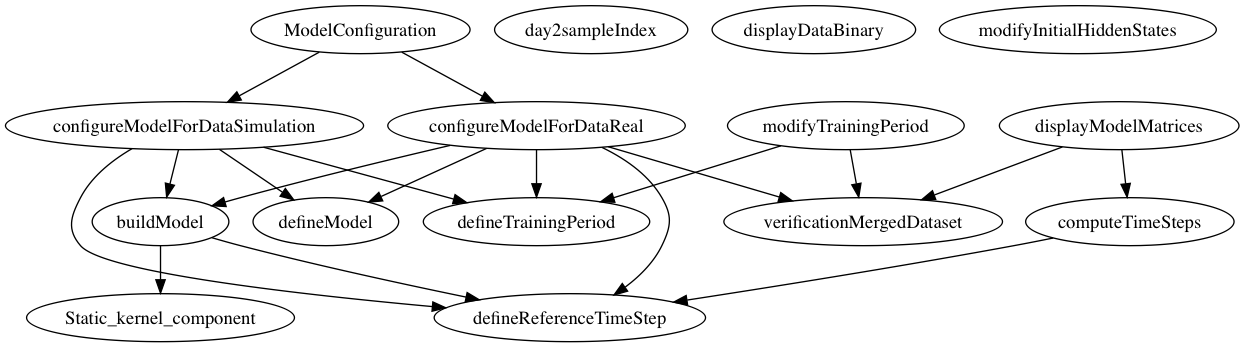 ModelConfiguration
day2sampleIndex
displayDataBinary
modifyInitialHiddenStates
configureModelForDataSimulation
configureModelForDataReal
modifyTrainingPeriod
displayModelMatrices
buildModel
defineModel
defineTrainingPeriod
verificationMergedDataset
computeTimeSteps
Static_kernel_component
defineReferenceTimeStep